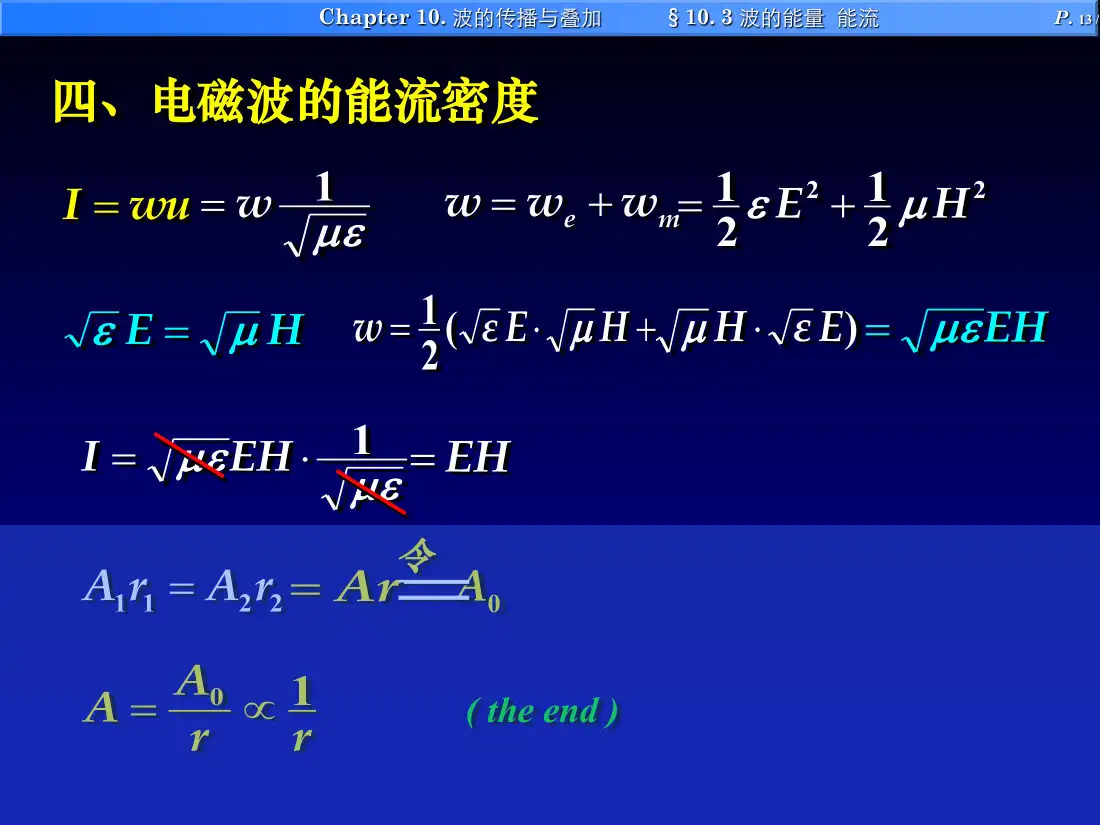 Chapter 10. 波的传播与叠加 §10. 3 波的能量 能流 P. 13 /
四、电磁波的能流密度
I = wu = w 1/√με w = wₑ + wₘ = 1/2 εE² + 1/2 μH²
√ε E = √μ H w = 1/2 (√ε E · √μ H + √μ H · √ε E) = √με EH
I = √με EH · 1/√με = EH
A₁r₁ = A₂r₂ = Ar 令= A₀
A = A₀/r ∝ 1/r ( the end )